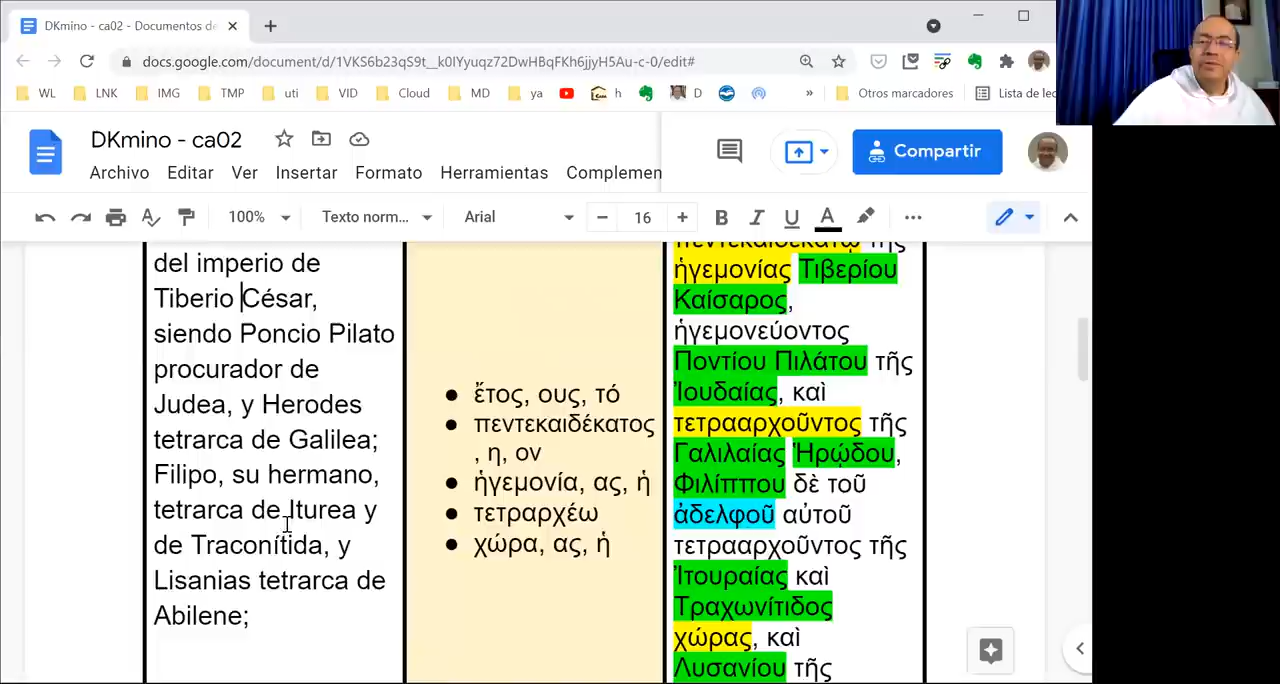 DKmino - ca02 - Documentos de
docs.google.com/document/d/1VKS6b23qS9t__k0IYyuqz72DwHBqFKh6jjyH5Au-c-0/edit#
WL LNK IMG TMP uti VID Cloud MD ya h D » Otros marcadores Lista de lec
DKmino - ca02
Archivo Editar Ver Insertar Formato Herramientas Complemen
Compartir
100% Texto norm... Arial 16 B I U A
del imperio de
Tiberio César,
siendo Poncio Pilato
procurador de
Judea, y Herodes
tetrarca de Galilea;
Filipo, su hermano,
tetrarca de Iturea y
de Traconítida, y
Lisanias tetrarca de
Abilene;
● ἔτος, ους, τό
● πεντεκαιδέκατος
, η, ον
● ἡγεμονία, ας, ἡ
● τετραρχέω
● χώρα, ας, ἡ
πεντεκαιδεκάτῳ τῆς
ἡγεμονίας Τιβερίου
Καίσαρος,
ἡγεμονεύοντος
Ποντίου Πιλάτου τῆς
Ἰουδαίας, καὶ
τετρααρχοῦντος τῆς
Γαλιλαίας Ἡρῴδου,
Φιλίππου δὲ τοῦ
ἀδελφοῦ αὐτοῦ
τετρααρχοῦντος τῆς
Ἰτουραίας καὶ
Τραχωνίτιδος
χώρας, καὶ
Λυσανίου τῆς